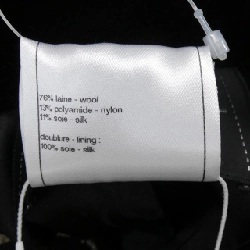 76% laine - wool
13% polyamide - nylon
11% soie - silk
doublure - lining :
100% soie - silk